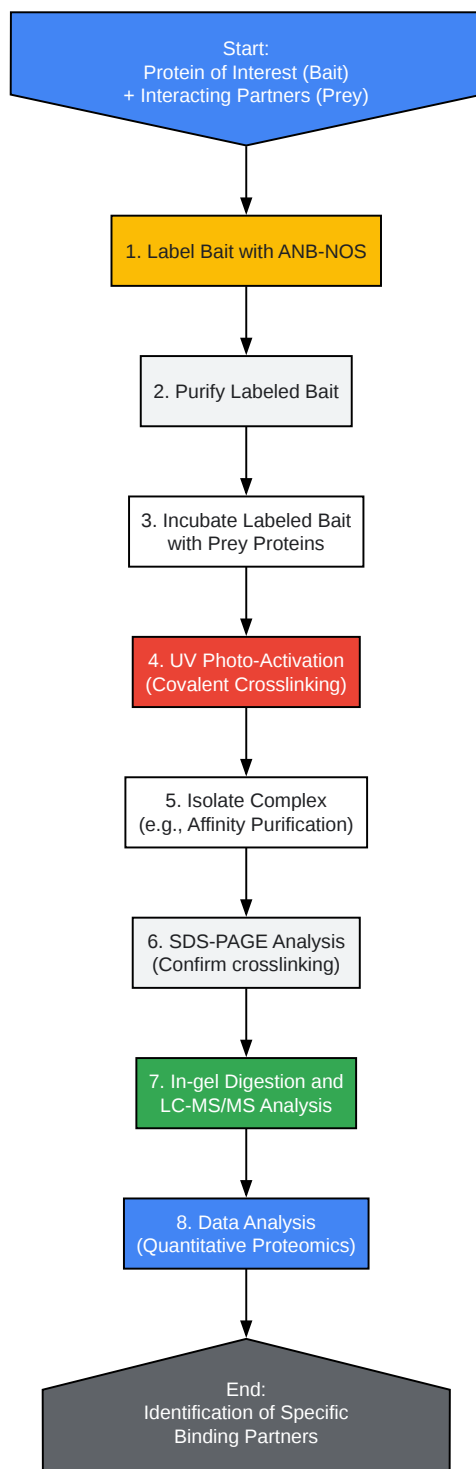 Start:
Protein of Interest (Bait)
+ Interacting Partners (Prey)
1. Label Bait with ANB-NOS
2. Purify Labeled Bait
3. Incubate Labeled Bait
with Prey Proteins
4. UV Photo-Activation
(Covalent Crosslinking)
5. Isolate Complex
(e.g., Affinity Purification)
6. SDS-PAGE Analysis
(Confirm crosslinking)
7. In-gel Digestion and
LC-MS/MS Analysis
8. Data Analysis
(Quantitative Proteomics)
End:
Identification of Specific
Binding Partners